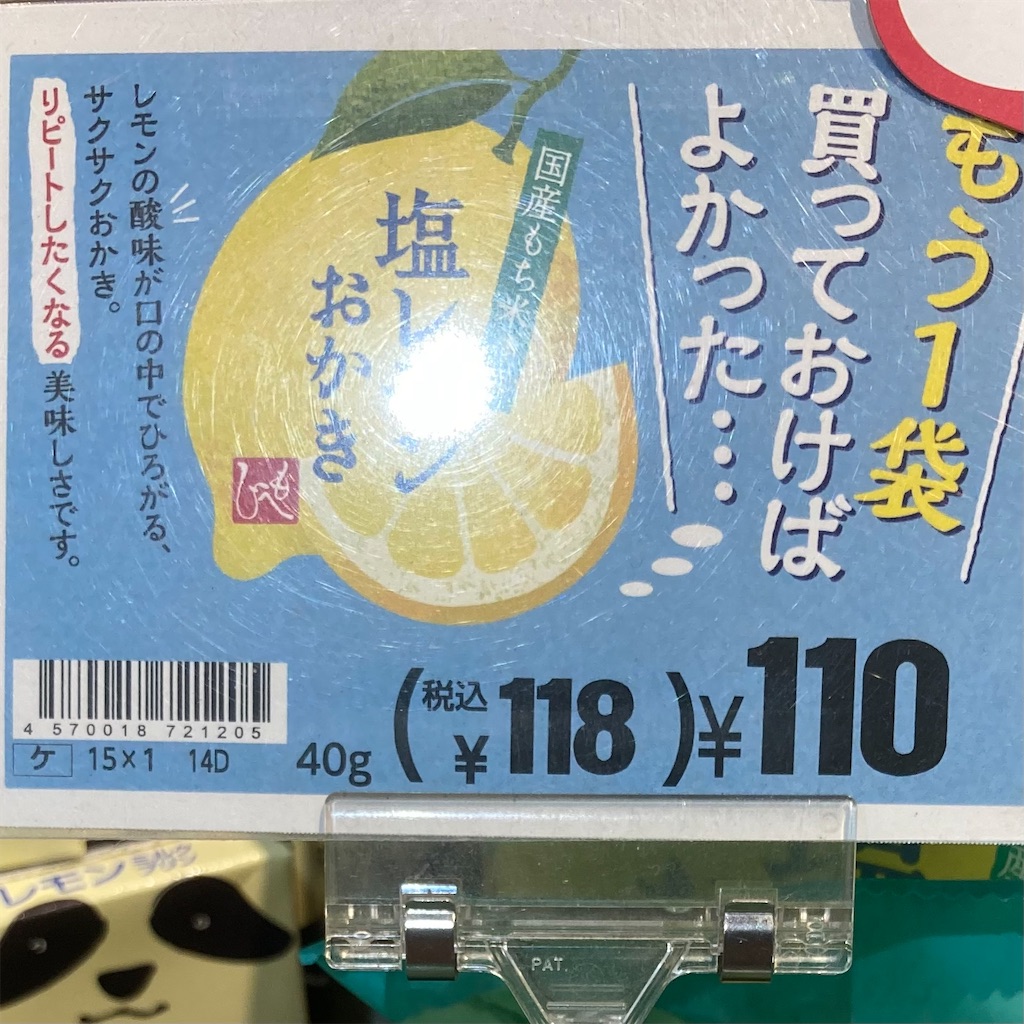 もう1袋
買っておけば
よかった……
国産もち米
塩レモン
おかき
もへじ
レモンの酸味が口の中でひろがる、
サクサクおかき。
リピートしたくなる美味しさです。
4 570018 721205
ケ 15×1 14D
40g
(税込¥118)
¥110
レモン
PAT.